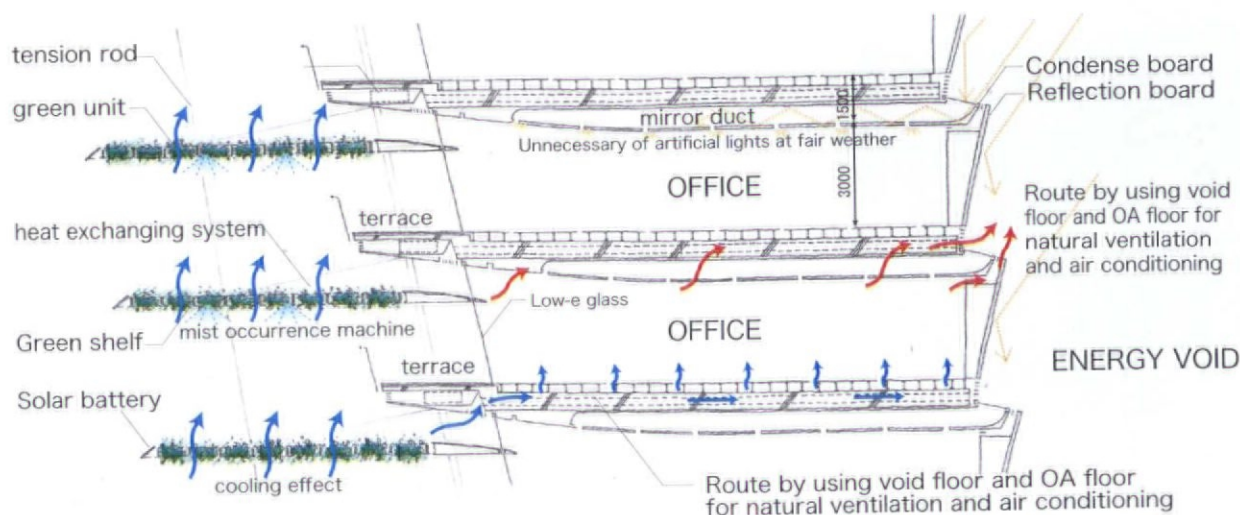 tension rod
green unit
heat exchanging system
Green shelf
Solar battery
cooling effect
mist occurrence machine
terrace
terrace
Low-e glass
mirror duct
Unnecessary of artificial lights at fair weather
OFFICE
OFFICE
1500
3000
Condense board
Reflection board
Route by using void
floor and OA floor for
natural ventilation
and air conditioning
ENERGY VOID
Route by using void floor and OA floor
for natural ventilation and air conditioning